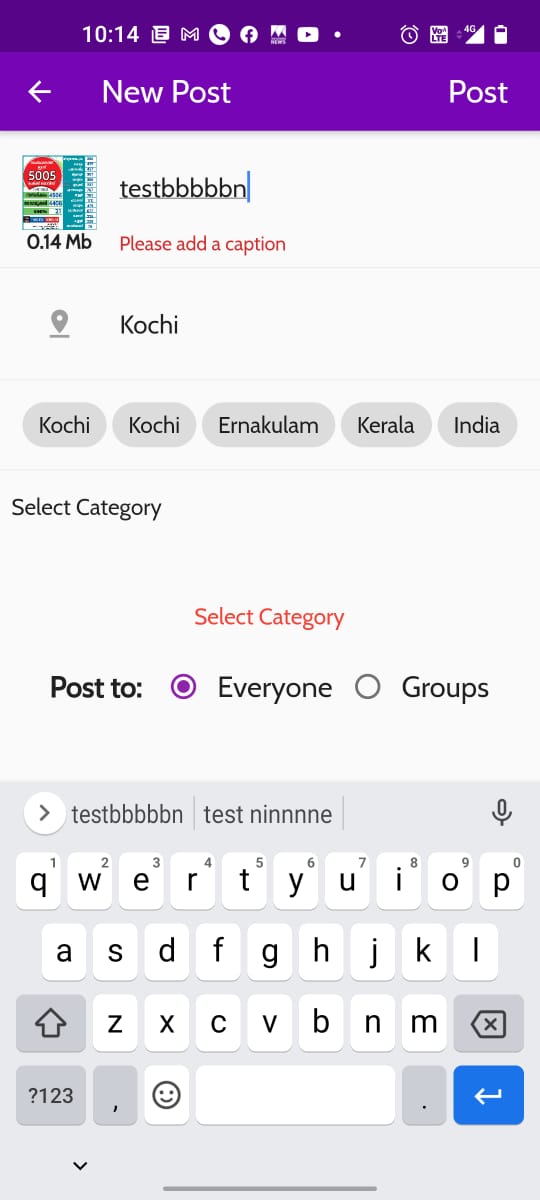 10:14
VoA LTE 4G
New Post
Post
5005
testbbbbbn
0.14 Mb
Please add a caption
Kochi
Kochi Kochi Ernakulam Kerala India
Select Category
Select Category
Post to: Everyone Groups
testbbbbbn test ninnnne
1 2 3 4 5 6 7 8 9 0
q w e r t y u i o p
a s d f g h j k l
z x c v b n m
?123 , .